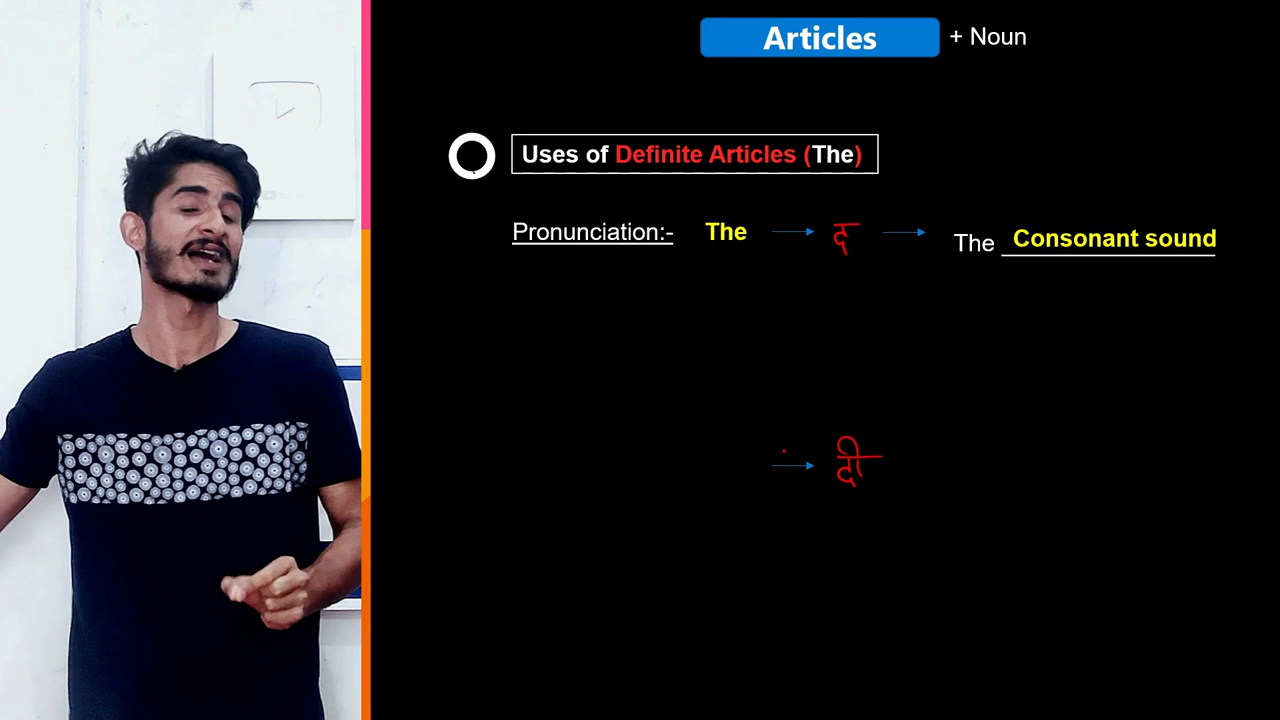 Articles + Noun
Uses of Definite Articles (The)
Pronunciation:- The द The Consonant sound
दी